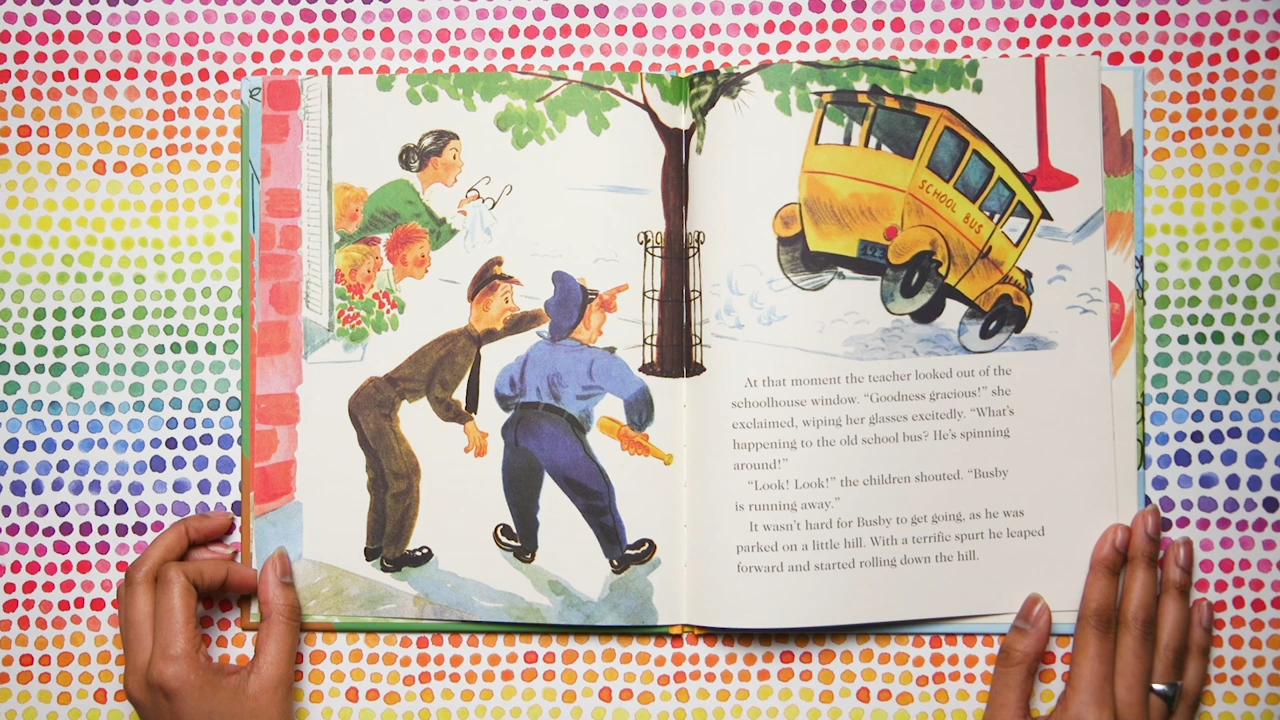 SCHOOL BUS
At that moment the teacher looked out of the
schoolhouse window. “Goodness gracious!” she
exclaimed, wiping her glasses excitedly. “What’s
happening to the old school bus? He’s spinning
around!”
“Look! Look!” the children shouted. “Busby
is running away.”
It wasn’t hard for Busby to get going, as he was
parked on a little hill. With a terrific spurt he leaped
forward and started rolling down the hill.